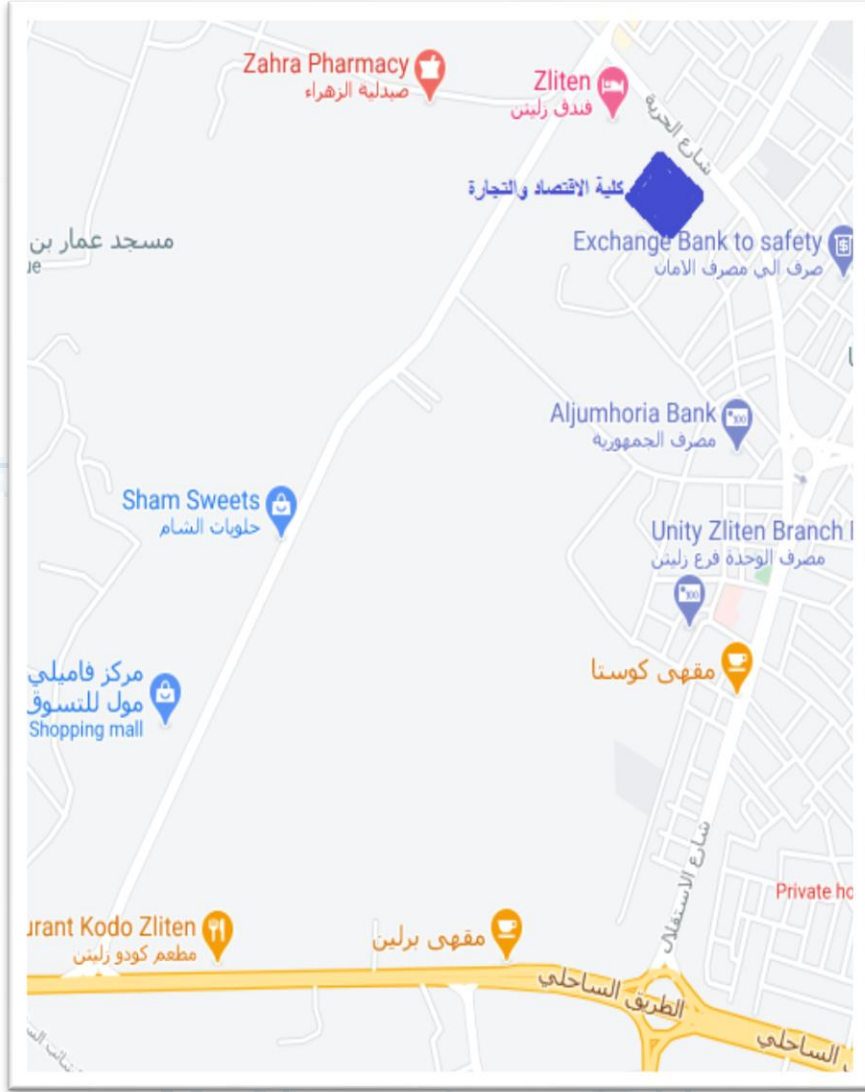 Zahra Pharmacy
صيدلية الزهراء
Zliten
فندق زليتن
شارع الحرية
كلية الاقتصاد والتجارة
مسجد عمار بن
Exchange Bank to safety
صرف الي مصرف الامان
Aljumhoria Bank
مصرف الجمهورية
Sham Sweets
حلويات الشام
Unity Zliten Branch
مصرف الوحدة فرع زليتن
مقهى كوستا
مركز فاميلي
مول للتسوق
Shopping mall
شارع الاستقلال
Private ho
urant Kodo Zliten
مطعم كودو زليتن
مقهى برلين
الطريق الساحلي
الساحلي